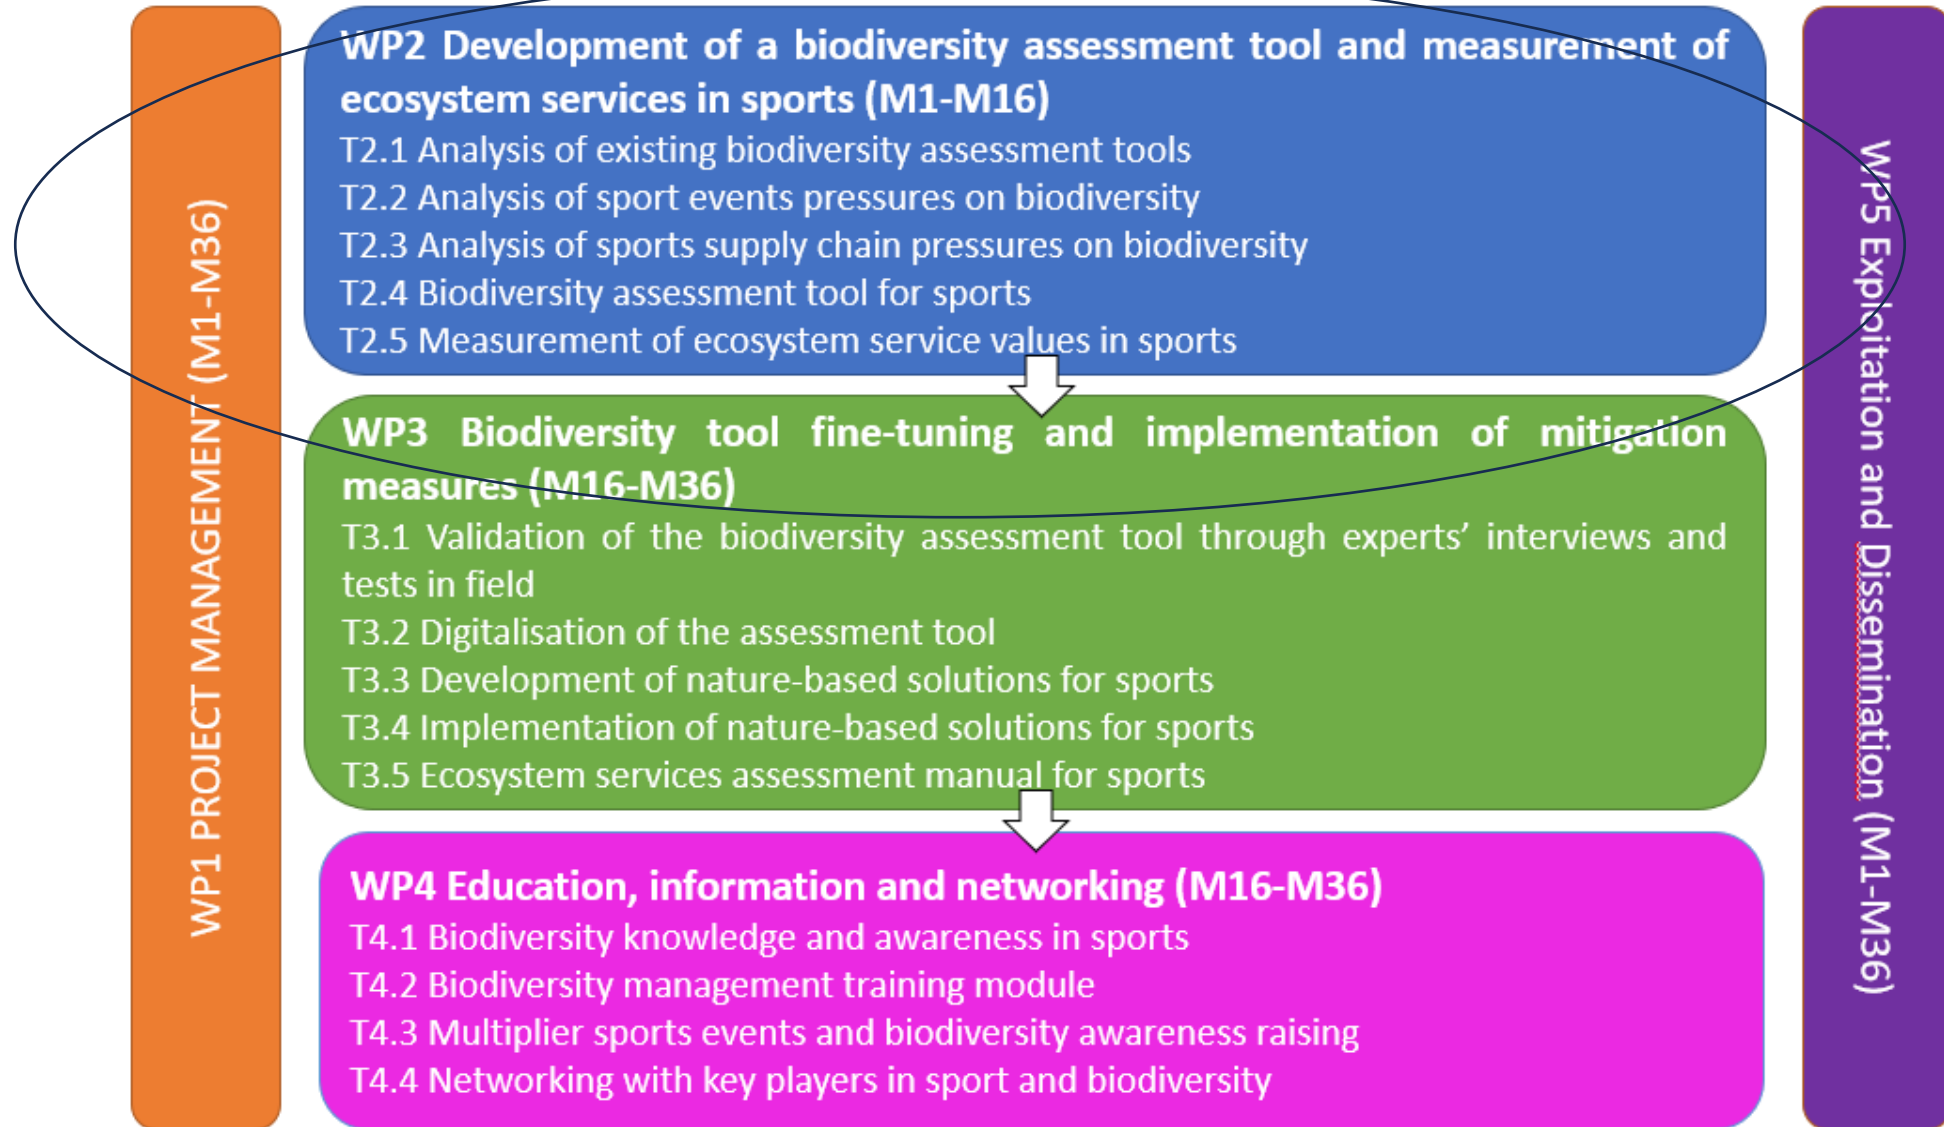 WP1 PROJECT MANAGEMENT (M1-M36)
WP2 Development of a biodiversity assessment tool and measurement of
ecosystem services in sports (M1-M16)
T2.1 Analysis of existing biodiversity assessment tools
T2.2 Analysis of sport events pressures on biodiversity
T2.3 Analysis of sports supply chain pressures on biodiversity
T2.4 Biodiversity assessment tool for sports
T2.5 Measurement of ecosystem service values in sports
WP3 Biodiversity tool fine-tuning and implementation of mitigation
measures (M16-M36)
T3.1 Validation of the biodiversity assessment tool through experts’ interviews and
tests in field
T3.2 Digitalisation of the assessment tool
T3.3 Development of nature-based solutions for sports
T3.4 Implementation of nature-based solutions for sports
T3.5 Ecosystem services assessment manual for sports
WP4 Education, information and networking (M16-M36)
T4.1 Biodiversity knowledge and awareness in sports
T4.2 Biodiversity management training module
T4.3 Multiplier sports events and biodiversity awareness raising
T4.4 Networking with key players in sport and biodiversity
WP5 Exploitation and Dissemination (M1-M36)